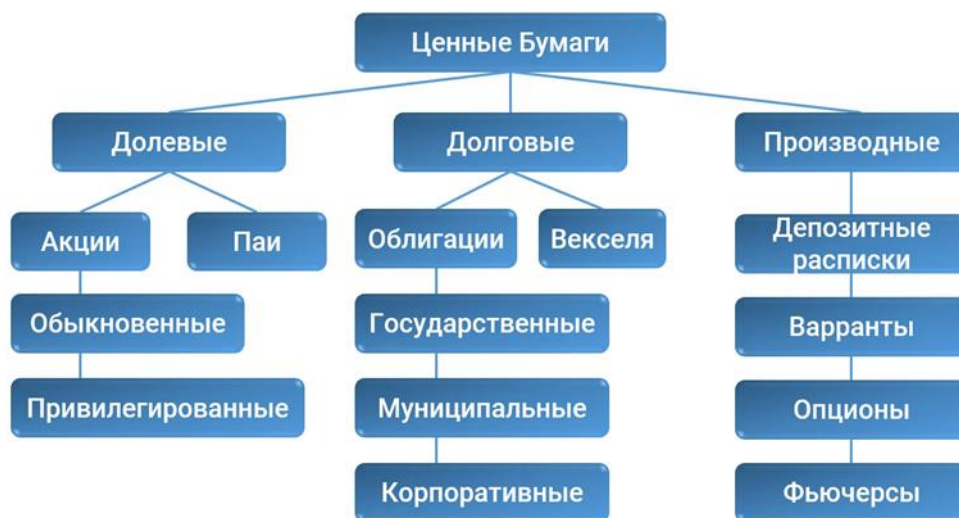 Ценные Бумаги
Долевые
Долговые
Производные
Акции
Паи
Облигации
Векселя
Депозитные
расписки
Обыкновенные
Государственные
Варранты
Привилегированные
Муниципальные
Опционы
Корпоративные
Фьючерсы